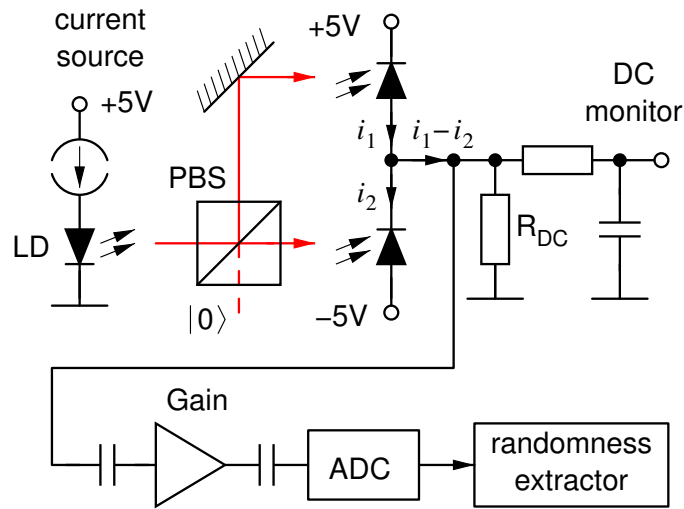 current
source
+5V
LD
PBS
|0⟩
+5V
i1
i1−i2
i2
−5V
DC
monitor
RDC
Gain
ADC
randomness
extractor